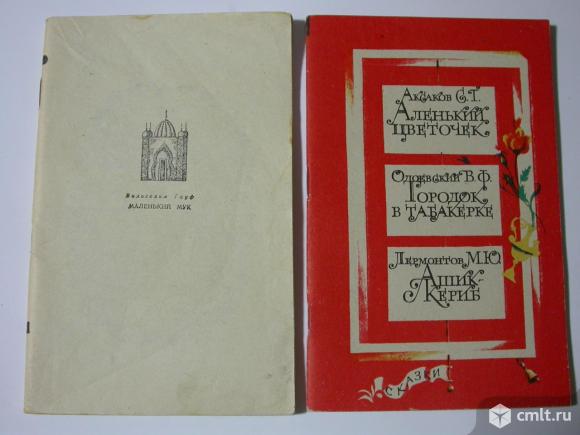 Вильгельм Гауф
МАЛЕНЬКИЙ МУК
Аксаков С.Т.
Аленький
цветочек
Одоевский В.Ф.
Городок
в табакерке
Лермонтов М.Ю.
Ашик-
Кериб
СКАЗКИ
cmlt.ru